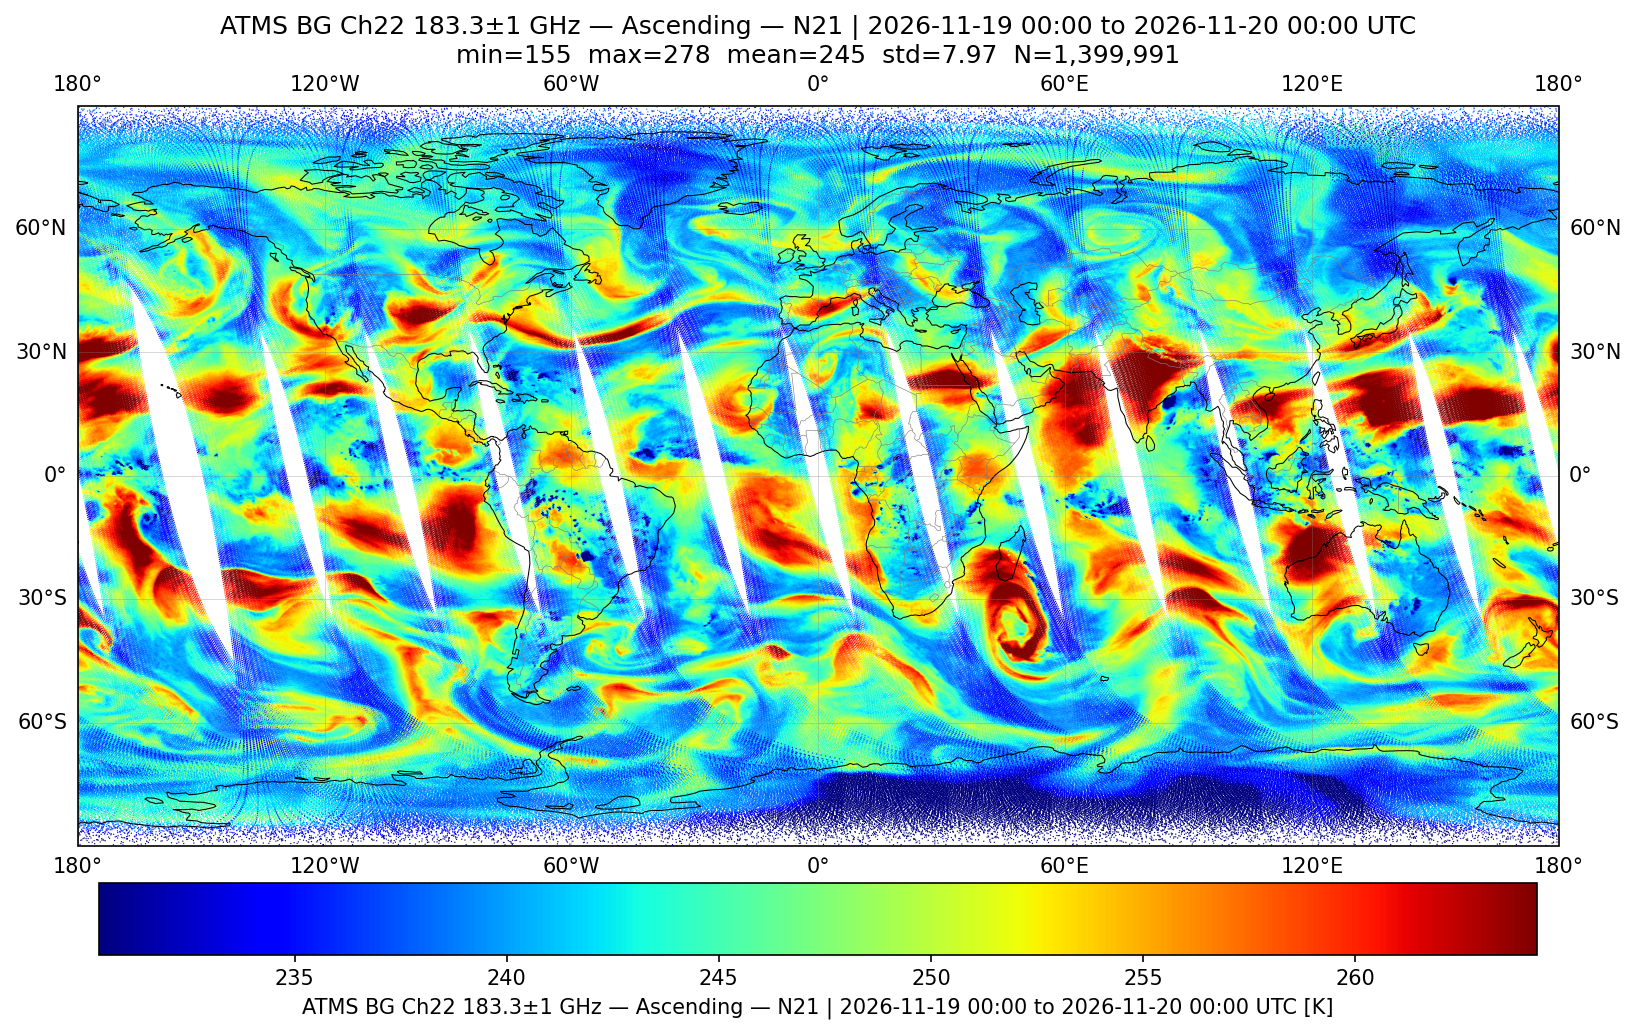 ATMS BG Ch22 183.3±1 GHz — Ascending — N21 | 2026-11-19 00:00 to 2026-11-20 00:00 UTC
min=155 max=278 mean=245 std=7.97 N=1,399,991
180° 120°W 60°W 0° 60°E 120°E 180°
60°N 60°N
30°N 30°N
0° 0°
30°S 30°S
60°S 60°S
180° 120°W 60°W 0° 60°E 120°E 180°
235 240 245 250 255 260
ATMS BG Ch22 183.3±1 GHz — Ascending — N21 | 2026-11-19 00:00 to 2026-11-20 00:00 UTC [K]